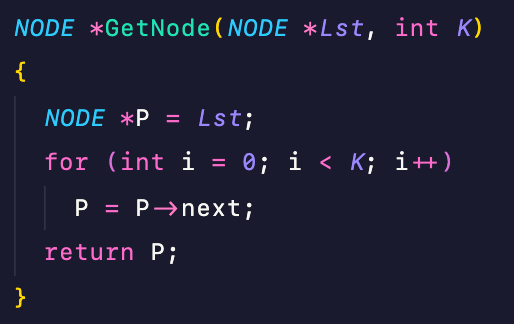 NODE *GetNode(NODE *Lst, int K)
{
NODE *P = Lst;
for (int i = 0; i < K; i++)
P = P->next;
return P;
}